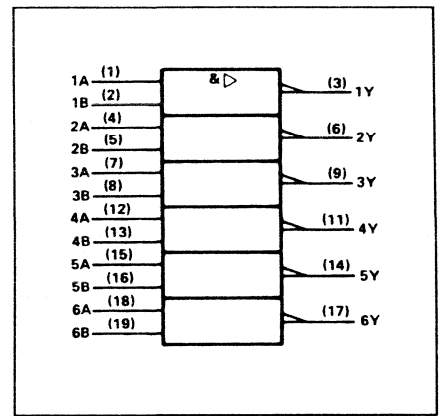 1A (1) & ▷ (3) 1Y
1B (2)
2A (4) (6) 2Y
2B (5)
3A (7) (9) 3Y
3B (8)
4A (12) (11) 4Y
4B (13)
5A (15) (14) 5Y
5B (16)
6A (18) (17) 6Y
6B (19)